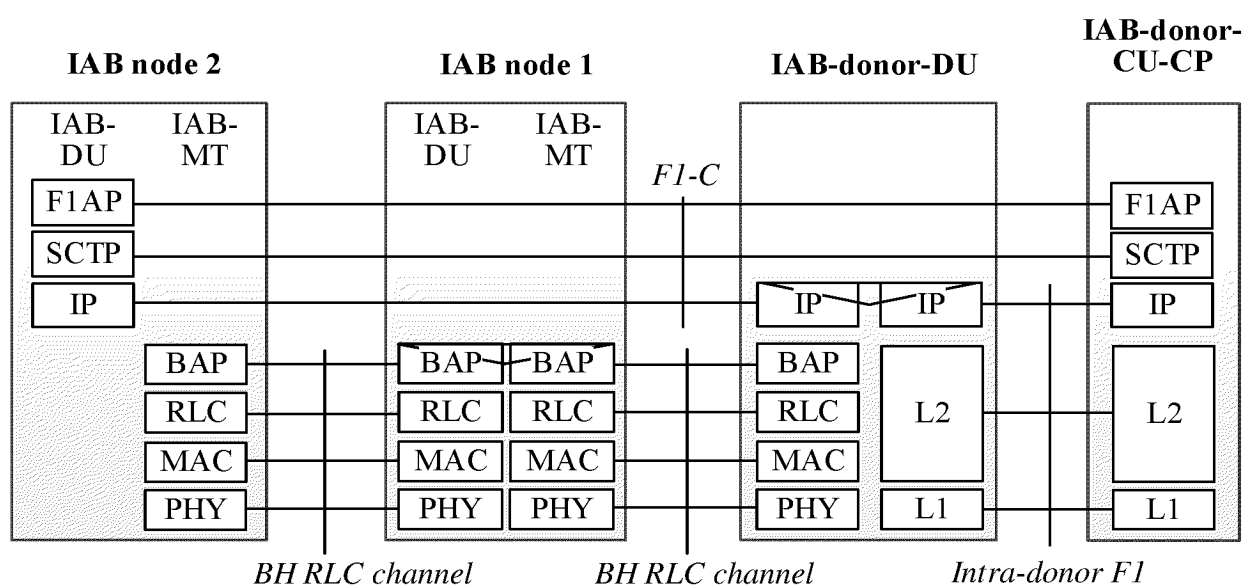 IAB node 2
IAB node 1
IAB-donor-DU
IAB-donor-
CU-CP
IAB-
DU
IAB-
MT
IAB-
DU
IAB-
MT
F1-C
F1AP
F1AP
SCTP
SCTP
IP
IP
IP
IP
BAP
BAP
BAP
BAP
RLC
RLC
RLC
RLC
L2
L2
MAC
MAC
MAC
MAC
PHY
PHY
PHY
PHY
L1
L1
BH RLC channel
BH RLC channel
Intra-donor F1